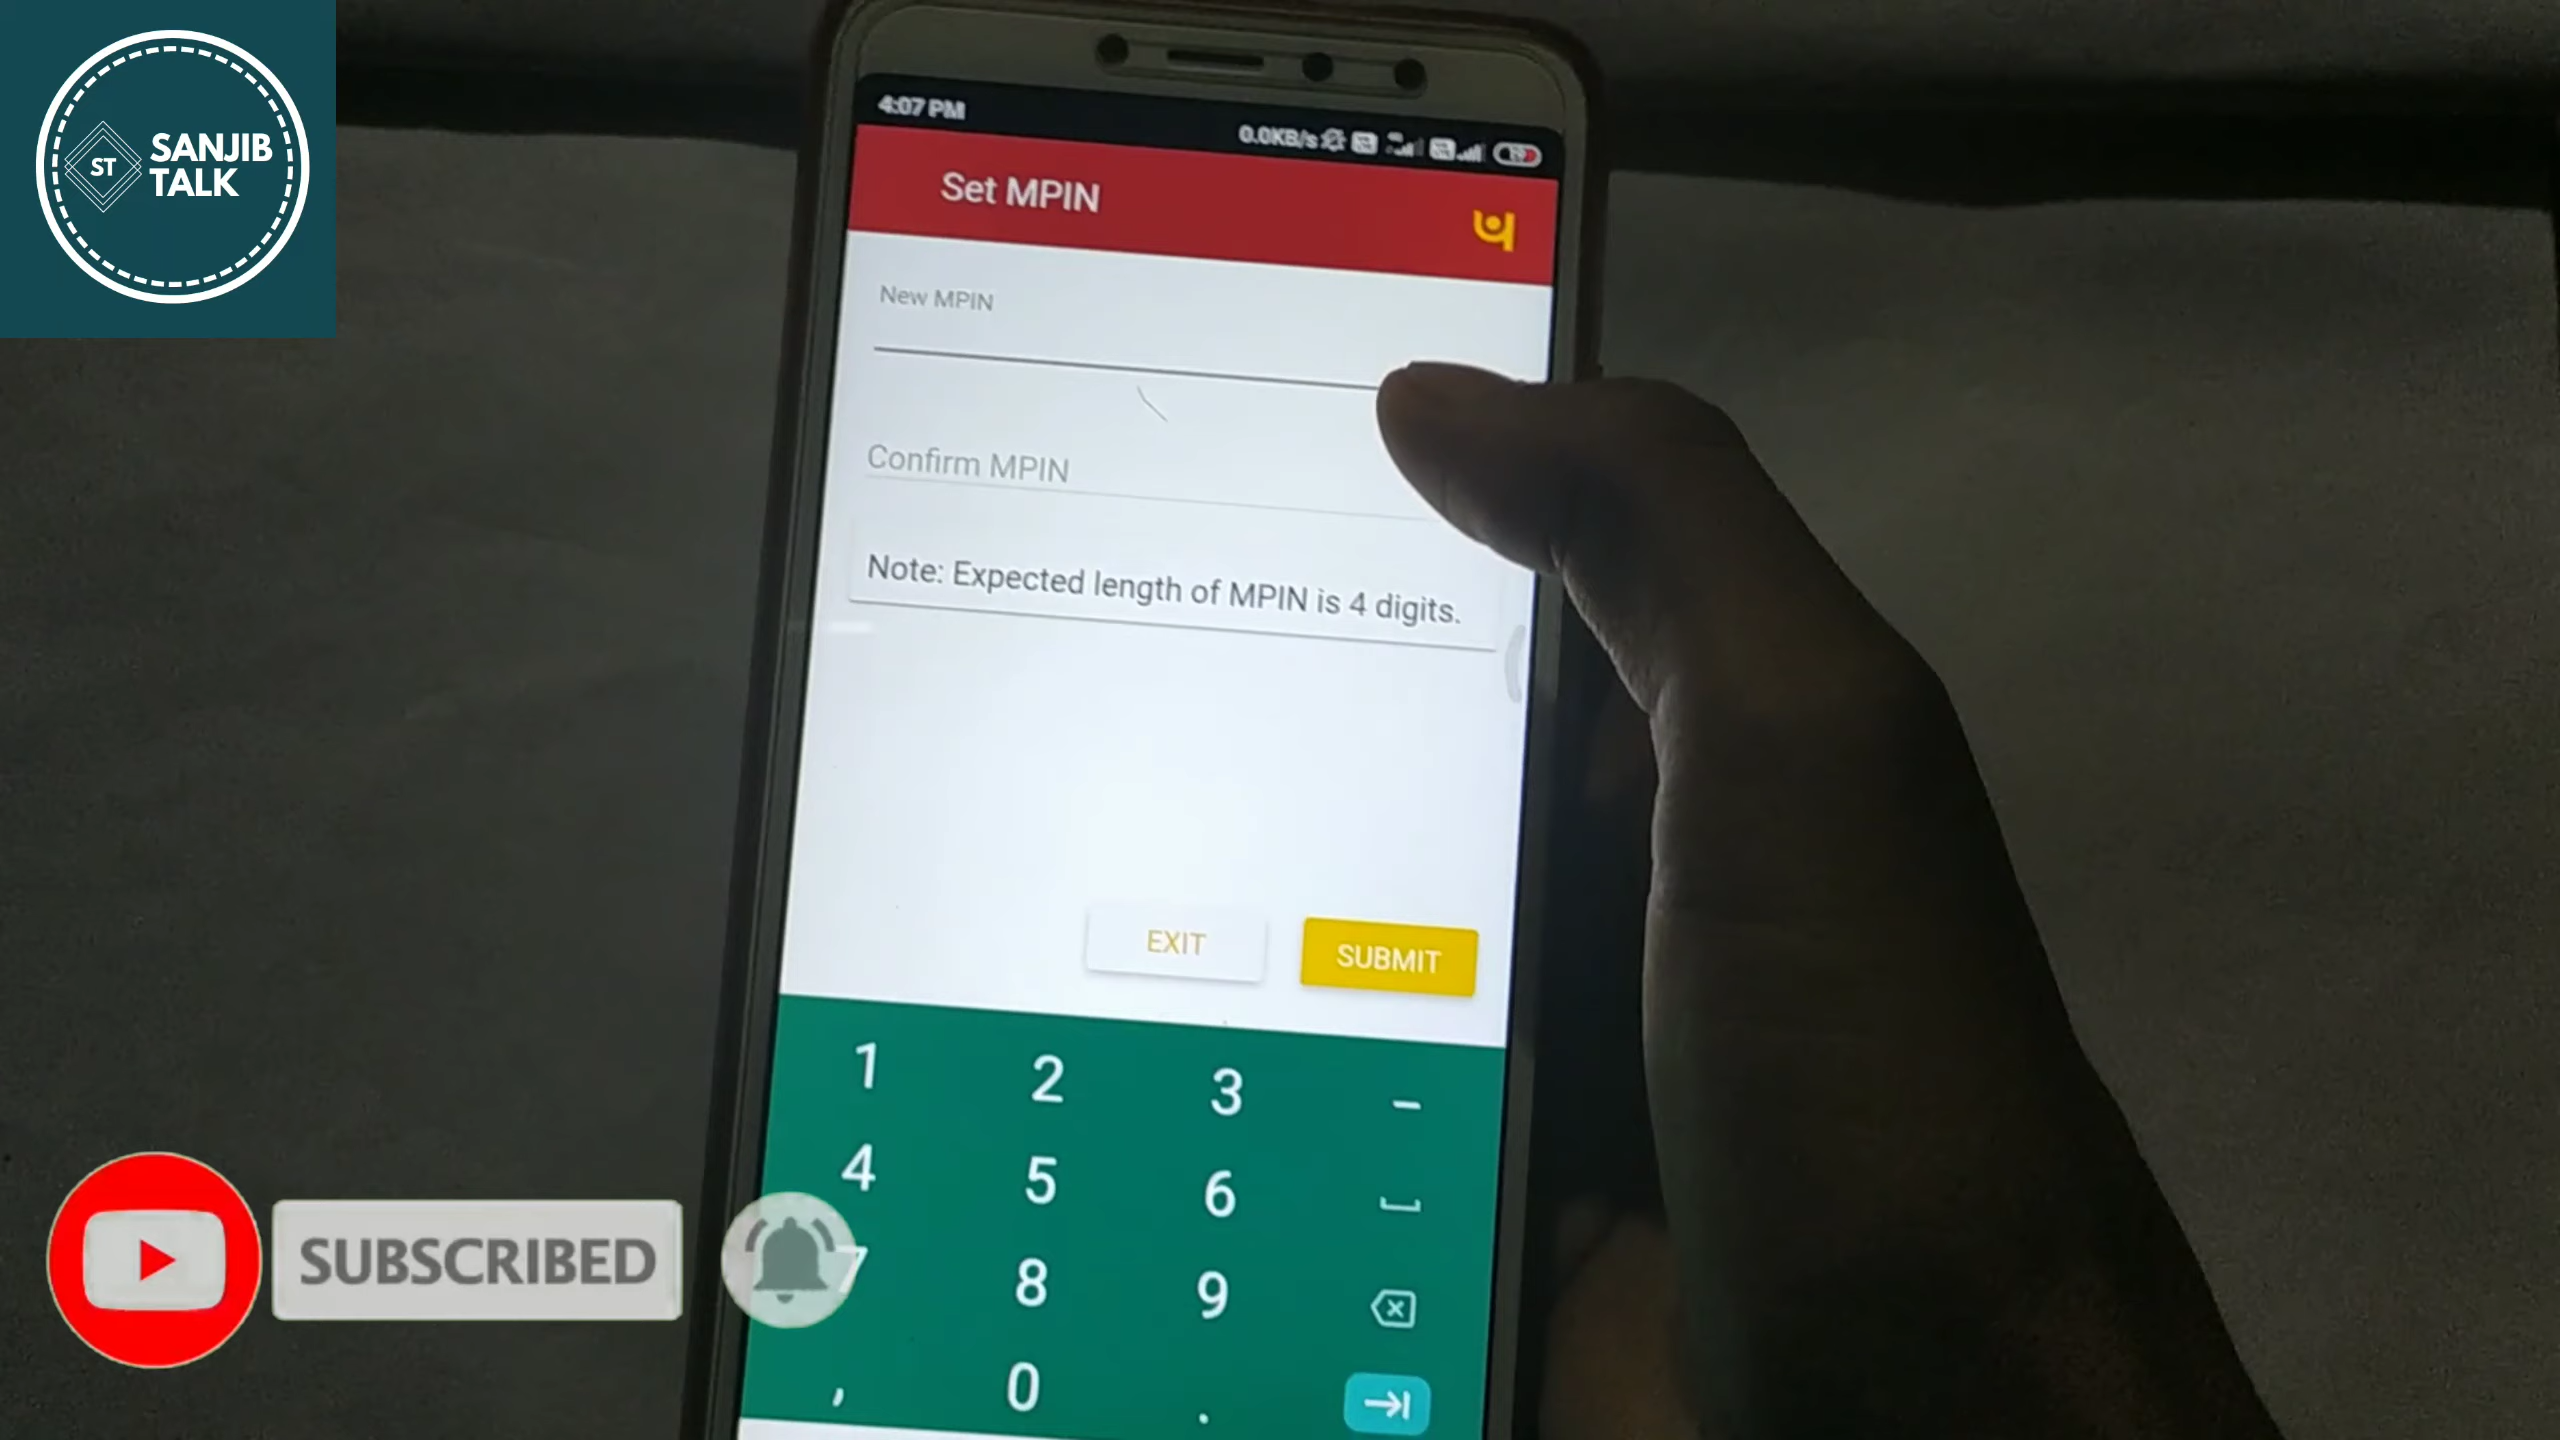 ST
SANJIB
TALK
4:07 PM
0.0KB/s
Set MPIN
New MPIN
Confirm MPIN
Note: Expected length of MPIN is 4 digits.
EXIT
SUBMIT
1 2 3 -
4 5 6
7 8 9
, 0 .
SUBSCRIBED